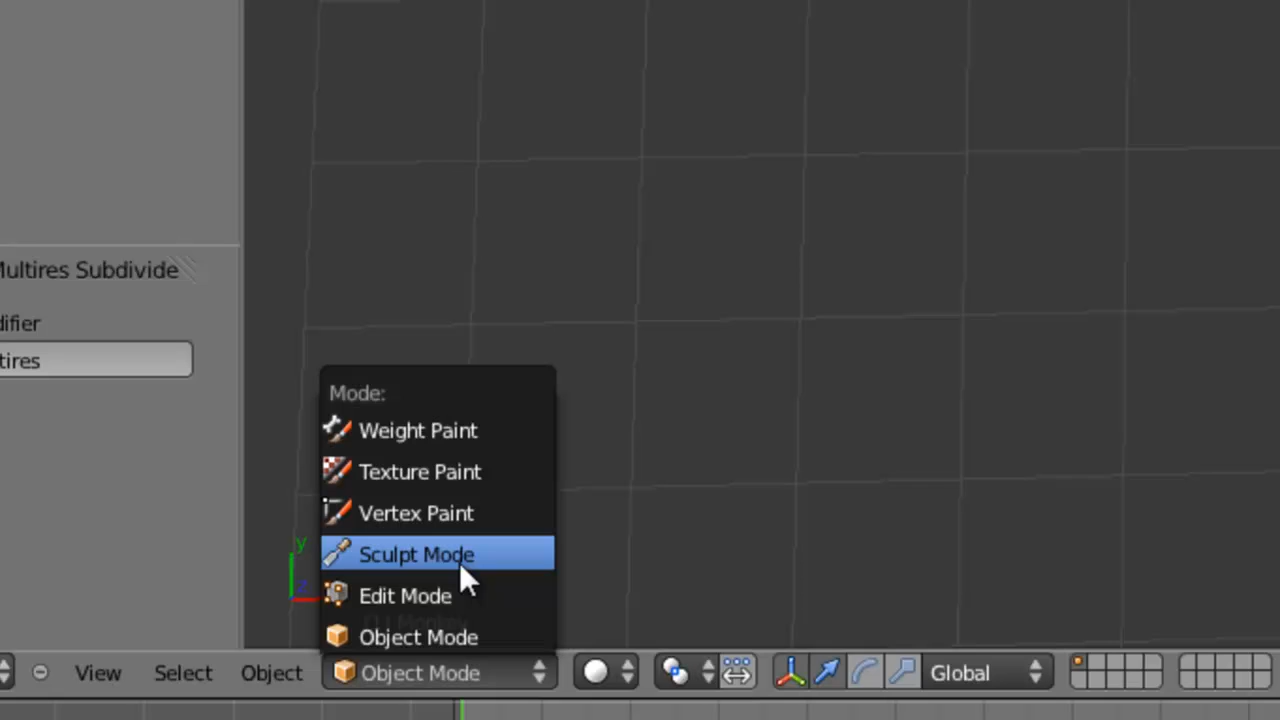 Multires Subdivide
difier
tires
Mode:
Weight Paint
Texture Paint
Vertex Paint
Sculpt Mode
Edit Mode
Object Mode
y
z
View Select Object Object Mode Global